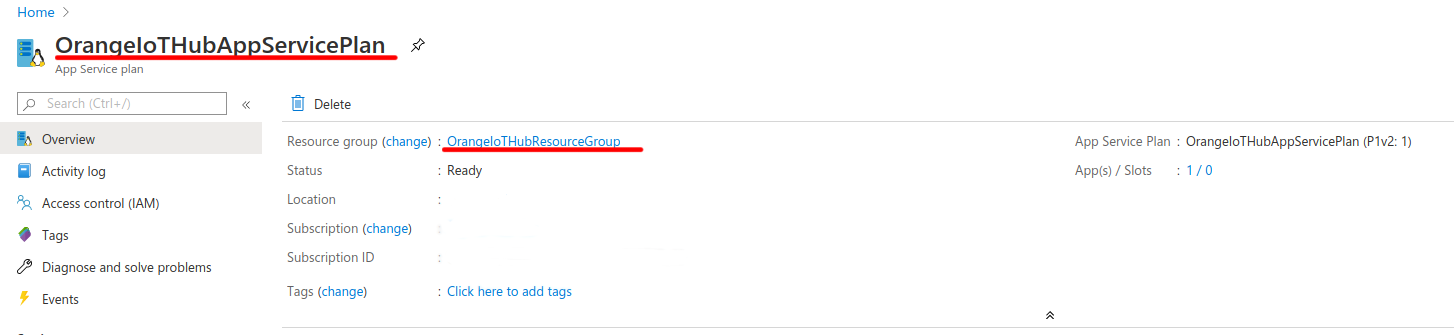 Home >
OrangeIoTHubAppServicePlan
App Service plan
Search (Ctrl+/)
«
Delete
Overview
Activity log
Access control (IAM)
Tags
Diagnose and solve problems
Events
Resource group (change) : OrangeIoTHubResourceGroup
Status : Ready
Location :
Subscription (change) :
Subscription ID :
Tags (change) : Click here to add tags
App Service Plan : OrangeIoTHubAppServicePlan (P1v2: 1)
App(s) / Slots : 1 / 0